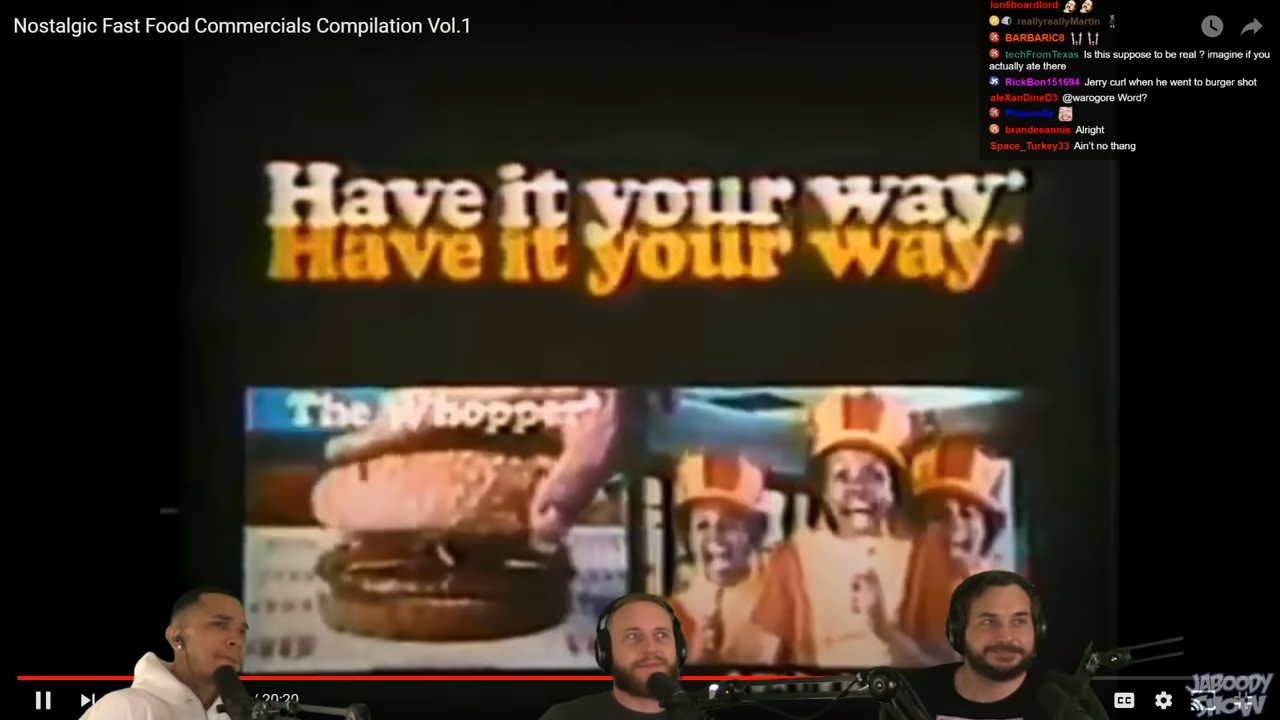 Nostalgic Fast Food Commercials Compilation Vol.1
lon6boardlord
reallyreallyMartin
BARBARIC8
techFromTexas Is this suppose to be real ? imagine if you
actually ate there
RickBon151694 Jerry curl when he went to burger shot
aleXanDineD3 @warogore Word?
brandeeannie Alright
Space_Turkey33 Ain't no thang
Have it your way
Have it your way
The Whopper
/ 20:20
CC
JABOODY
SHOW